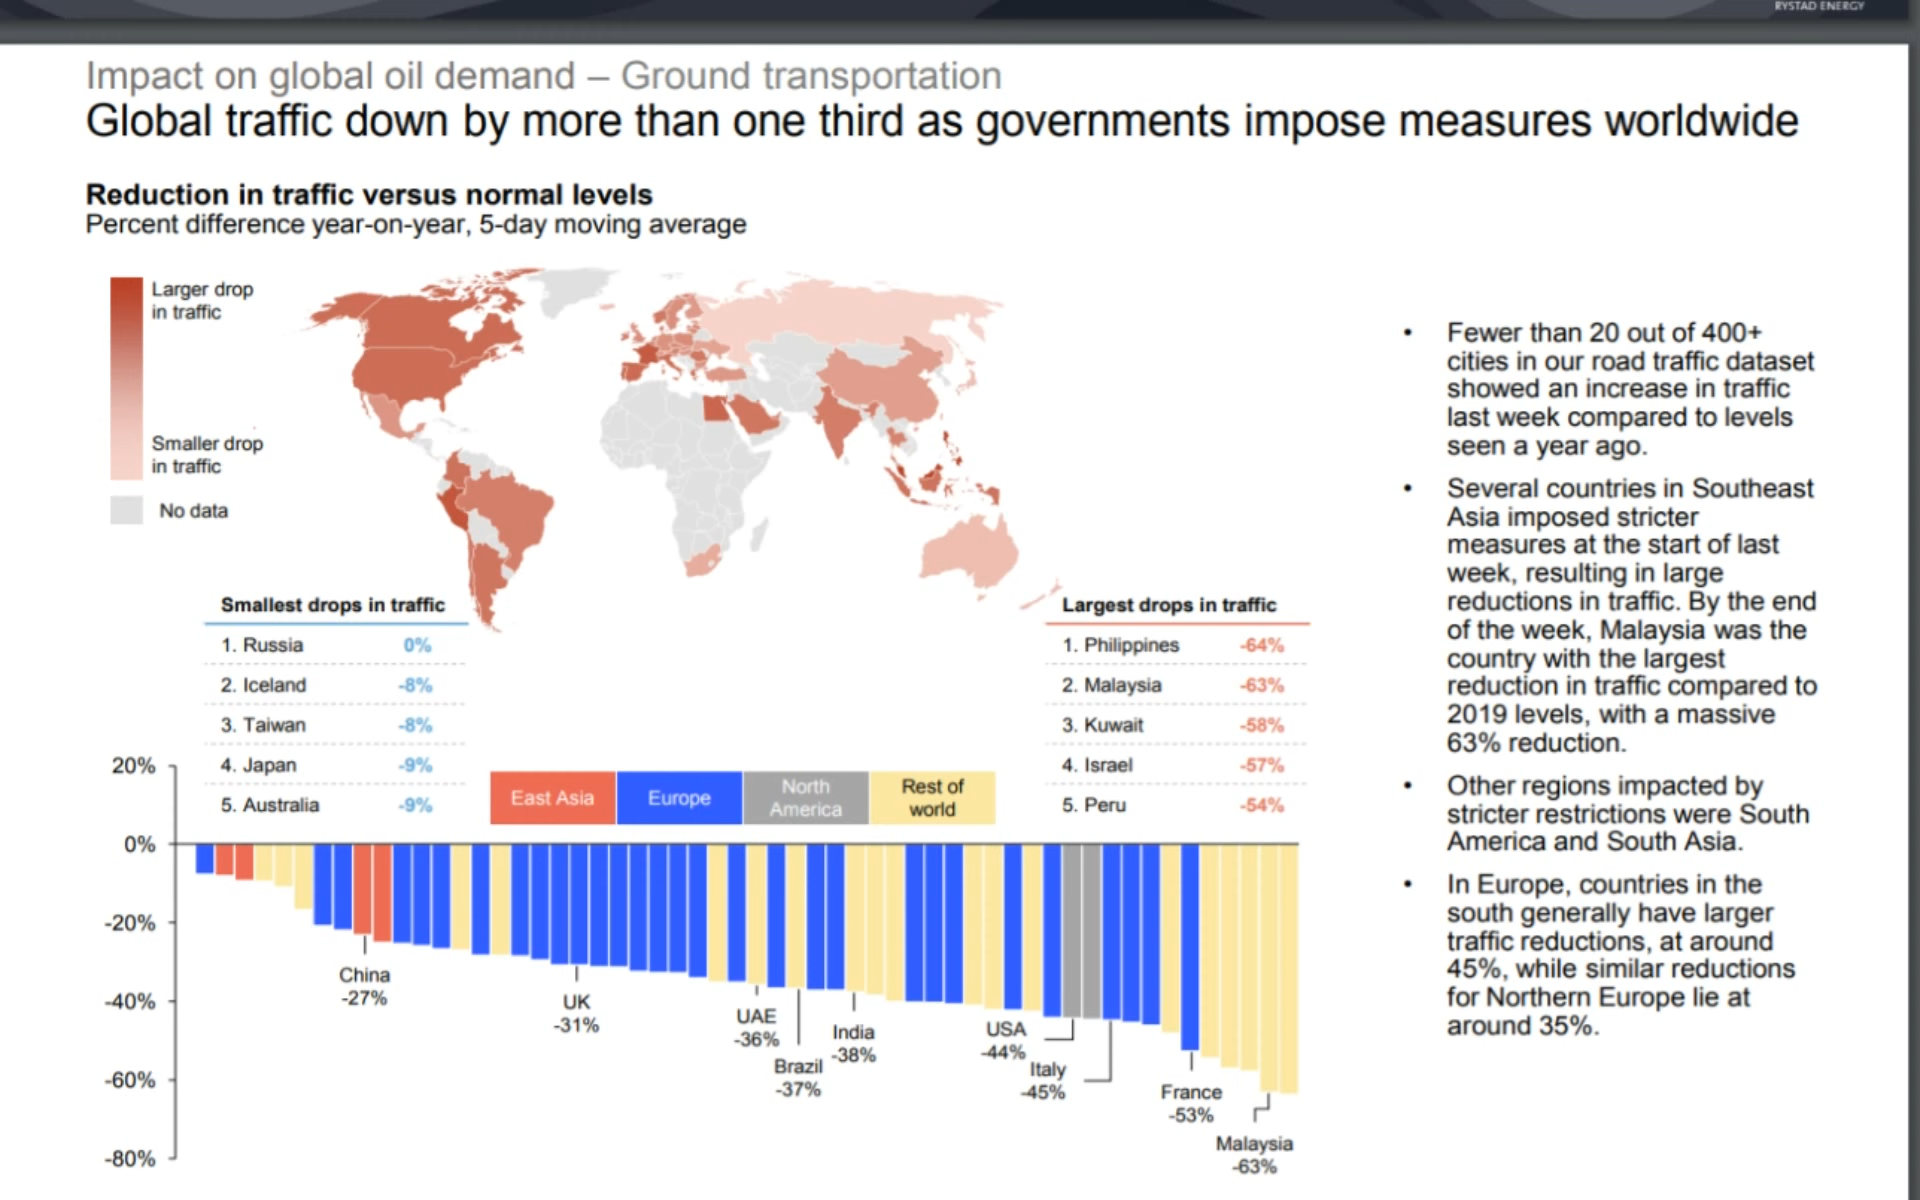 RYSTAD ENERGY
Impact on global oil demand – Ground transportation
Global traffic down by more than one third as governments impose measures worldwide
Reduction in traffic versus normal levels
Percent difference year-on-year, 5-day moving average
Larger drop
in traffic
Smaller drop
in traffic
No data
Smallest drops in traffic
1. Russia 0%
2. Iceland -8%
3. Taiwan -8%
4. Japan -9%
5. Australia -9%
Largest drops in traffic
1. Philippines -64%
2. Malaysia -63%
3. Kuwait -58%
4. Israel -57%
5. Peru -54%
East Asia
Europe
North
America
Rest of
world
20%
0%
-20%
-40%
-60%
-80%
China
-27%
UK
-31%
UAE
-36%
Brazil
-37%
India
-38%
USA
-44%
Italy
-45%
France
-53%
Malaysia
-63%
• Fewer than 20 out of 400+
cities in our road traffic dataset
showed an increase in traffic
last week compared to levels
seen a year ago.
• Several countries in Southeast
Asia imposed stricter
measures at the start of last
week, resulting in large
reductions in traffic. By the end
of the week, Malaysia was the
country with the largest
reduction in traffic compared to
2019 levels, with a massive
63% reduction.
• Other regions impacted by
stricter restrictions were South
America and South Asia.
• In Europe, countries in the
south generally have larger
traffic reductions, at around
45%, while similar reductions
for Northern Europe lie at
around 35%.